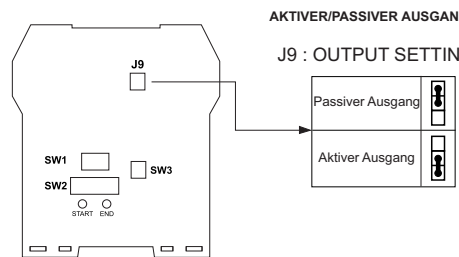 AKTIVER/PASSIVER AUSGAN
J9 : OUTPUT SETTIN
J9
Passiver Ausgang
Aktiver Ausgang
SW1
SW3
SW2
START END